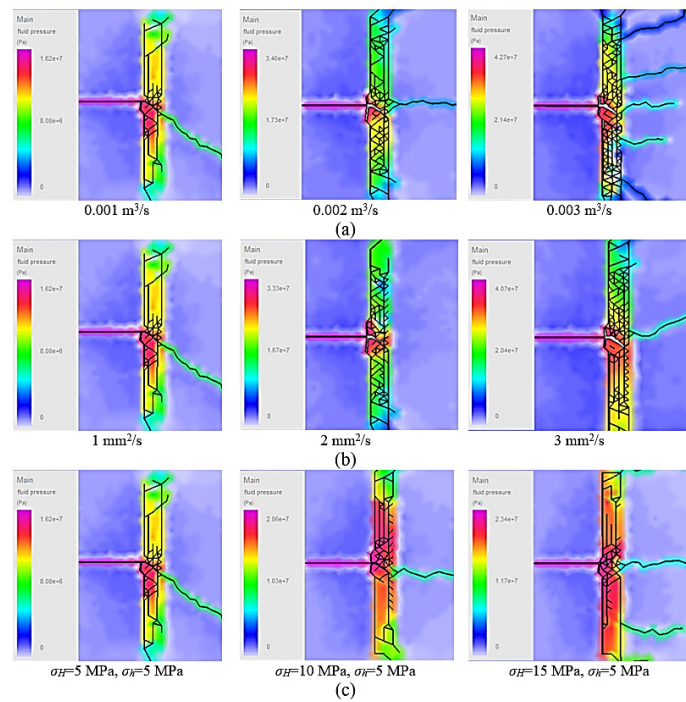 Main
fluid pressure
(Pa)
1.62e+7
8.08e+6
0
0.001 m³/s
Main
fluid pressure
(Pa)
3.46e+7
1.73e+7
0
0.002 m³/s
Main
fluid pressure
(Pa)
4.27e+7
2.14e+7
0
0.003 m³/s
(a)
Main
fluid pressure
(Pa)
1.62e+7
8.08e+6
0
1 mm²/s
Main
fluid pressure
(Pa)
3.33e+7
1.67e+7
0
2 mm²/s
Main
fluid pressure
(Pa)
4.07e+7
2.04e+7
0
3 mm²/s
(b)
Main
fluid pressure
(Pa)
1.62e+7
8.08e+6
0
σH=5 MPa, σh=5 MPa
Main
fluid pressure
(Pa)
2.06e+7
1.03e+7
0
σH=10 MPa, σh=5 MPa
Main
fluid pressure
(Pa)
2.34e+7
1.17e+7
0
σH=15 MPa, σh=5 MPa
(c)